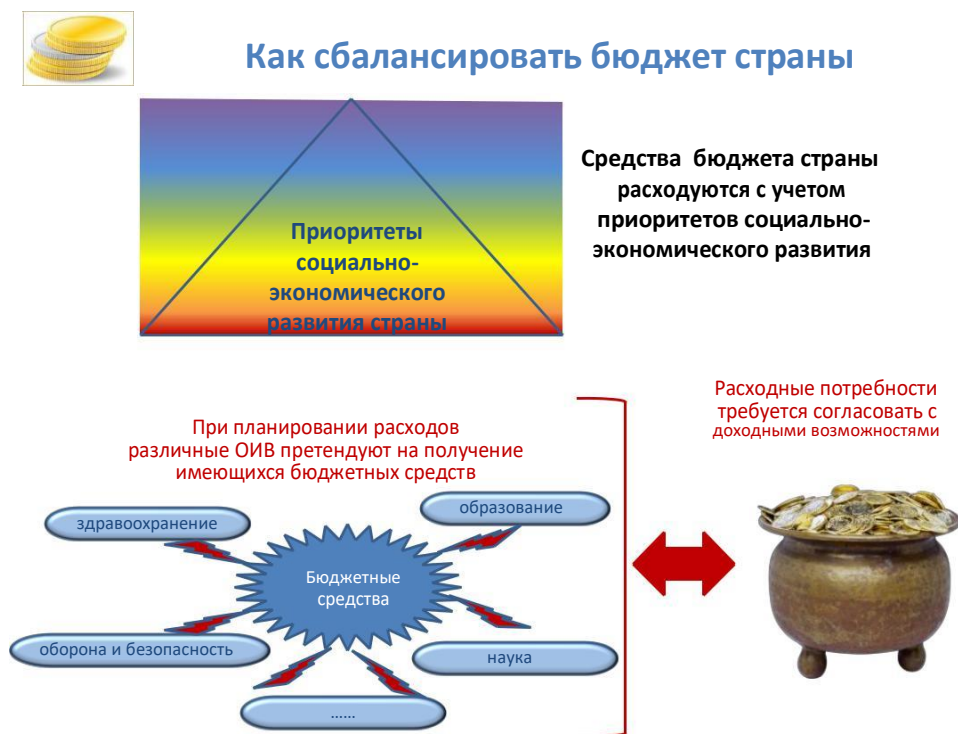 Как сбалансировать бюджет страны
Приоритеты
социально-
экономического
развития страны
Средства бюджета страны
расходуются с учетом
приоритетов социально-
экономического развития
При планировании расходов
различные ОИВ претендуют на получение
имеющихся бюджетных средств
Расходные потребности
требуется согласовать с
доходными возможностями
здравоохранение
образование
Бюджетные
средства
оборона и безопасность
наука
......